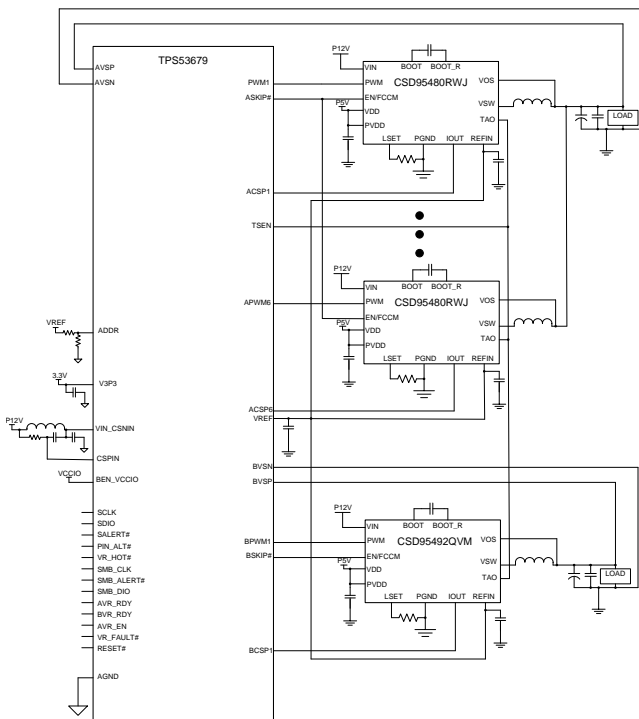 TPS53679
AVSP
AVSN
PWM1
ASKIP#
ACSP1
TSEN
APWM6
ADDR
VREF
V3P3
3.3V
ACSP6
VREF
P12V
VIN_CSNIN
CSPIN
VCCIO
BEN_VCCIO
BVSN
BVSP
SCLK
SDIO
SALERT#
PIN_ALT#
VR_HOT#
SMB_CLK
SMB_ALERT#
SMB_DIO
AVR_RDY
BVR_RDY
AVR_EN
VR_FAULT#
RESET#
AGND
BPWM1
BSKIP#
BCSP1
P12V
VIN
BOOT BOOT_R
PWM
CSD95480RWJ
VOS
EN/FCCM
P5V
VDD
VSW
PVDD
TAO
LSET PGND IOUT REFIN
LOAD
P12V
VIN
BOOT BOOT_R
PWM
CSD95480RWJ
VOS
EN/FCCM
P5V
VDD
VSW
PVDD
TAO
LSET PGND IOUT REFIN
P12V
VIN
BOOT BOOT_R
PWM
CSD95492QVM
VOS
EN/FCCM
P5V
VDD
VSW
PVDD
TAO
LSET PGND IOUT REFIN
LOAD